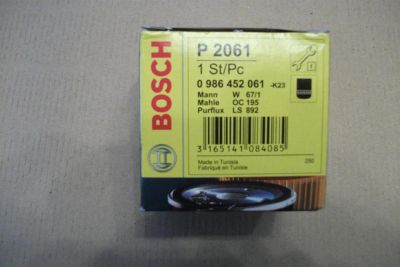 BOSCH
P 2061
1 St/Pc
0 986 452 061 -K23
Mann W 67/1
Mahle OC 195
Purflux LS 892
3 165141 084085
Made in Tunisia
Fabriqué en Tunisie
250